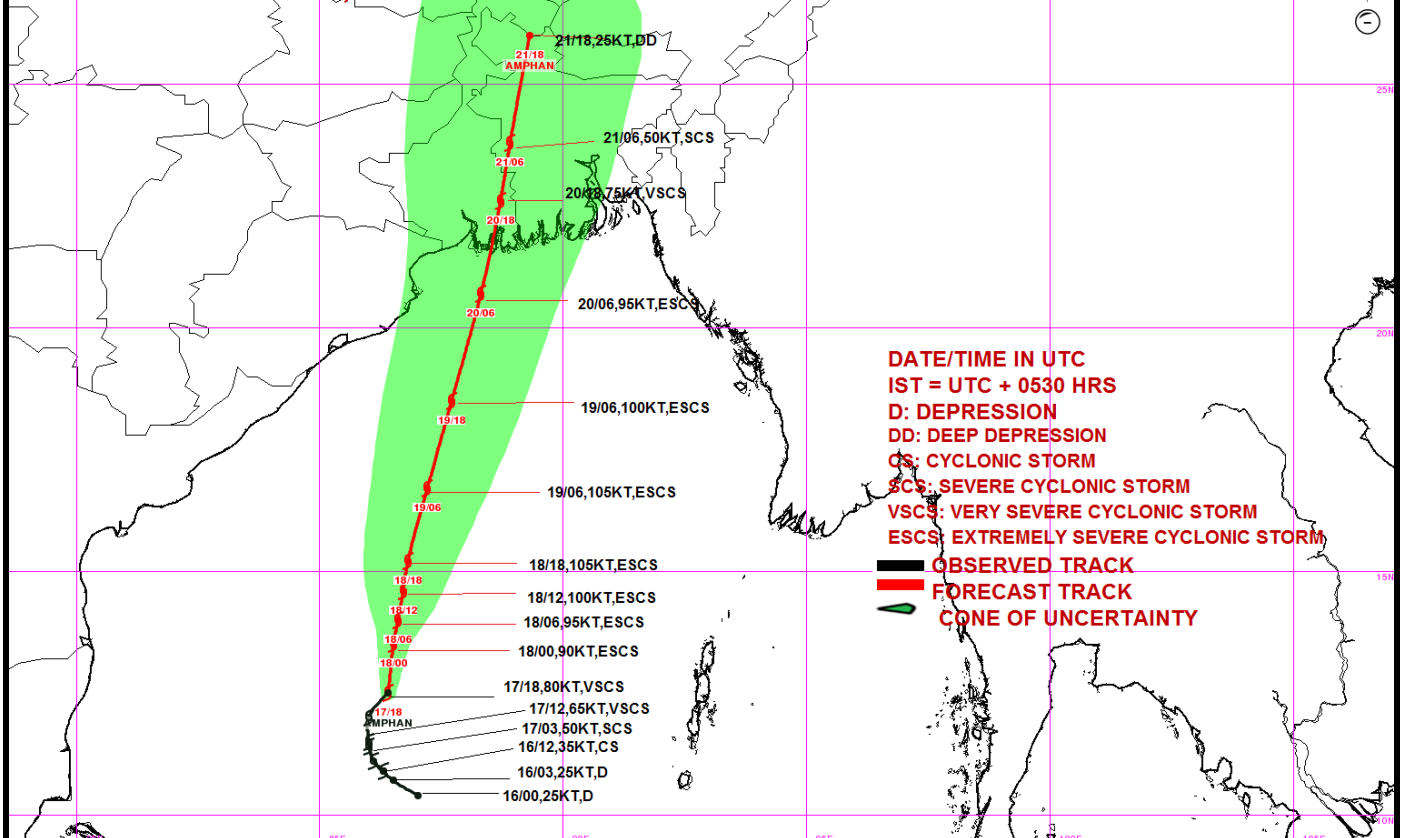 21/18,25KT,DD
21/18
AMPHAN
25N
21/06,50KT,SCS
21/06
20/18,75KT,VSCS
20/18
20/06,95KT,ESCS
20/06
20N
DATE/TIME IN UTC
IST = UTC + 0530 HRS
D: DEPRESSION
DD: DEEP DEPRESSION
CS: CYCLONIC STORM
SCS: SEVERE CYCLONIC STORM
VSCS: VERY SEVERE CYCLONIC STORM
ESCS: EXTREMELY SEVERE CYCLONIC STORM
OBSERVED TRACK
FORECAST TRACK
CONE OF UNCERTAINTY
19/06,100KT,ESCS
19/18
19/06,105KT,ESCS
19/06
18/18,105KT,ESCS
15N
18/18
18/12,100KT,ESCS
18/12
18/06,95KT,ESCS
18/06
18/00,90KT,ESCS
18/00
17/18,80KT,VSCS
17/18
AMPHAN
17/12,65KT,VSCS
17/03,50KT,SCS
16/12,35KT,CS
16/03,25KT,D
16/00,25KT,D
10N